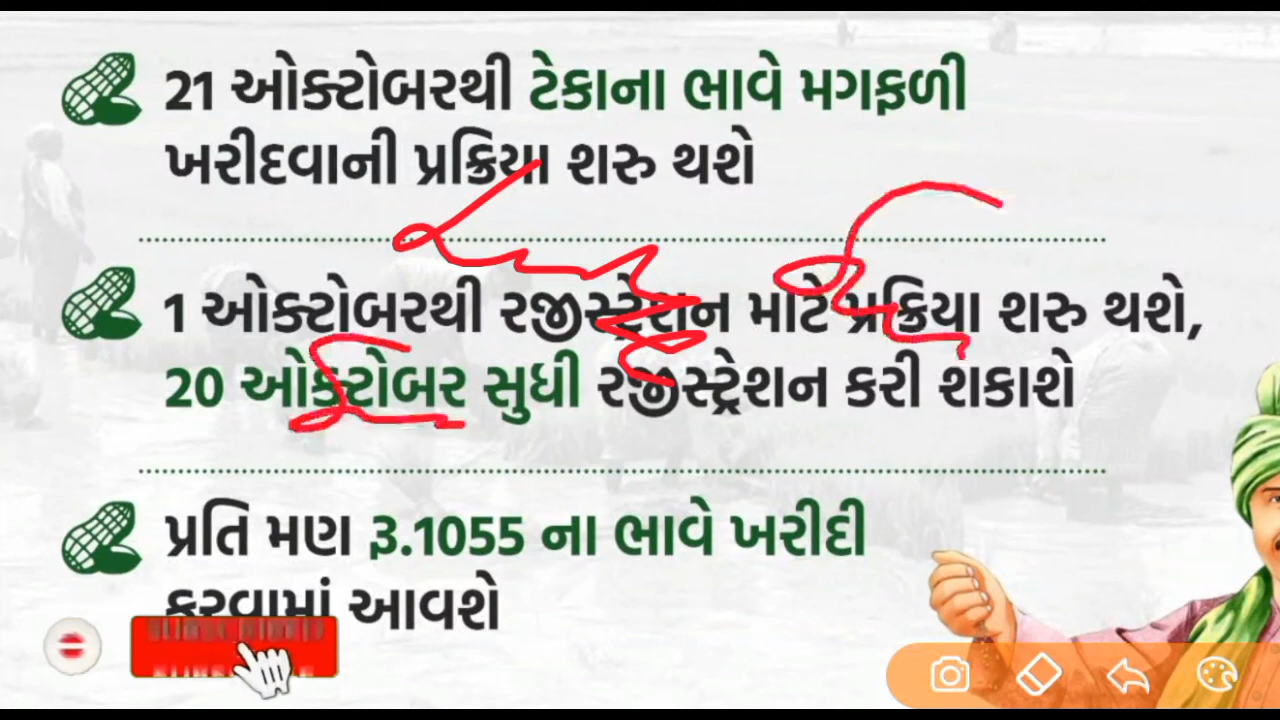 21 ઓક્ટોબરથી ટેકાના ભાવે મગફળી
ખરીદવાની પ્રક્રિયા શરુ થશે
1 ઓક્ટોબરથી રજીસ્ટ્રેશન માટે પ્રક્રિયા શરુ થશે,
20 ઓક્ટોબર સુધી રજીસ્ટ્રેશન કરી શકાશે
પ્રતિ મણ રૂ.1055 ના ભાવે ખરીદી
કરવામાં આવશે